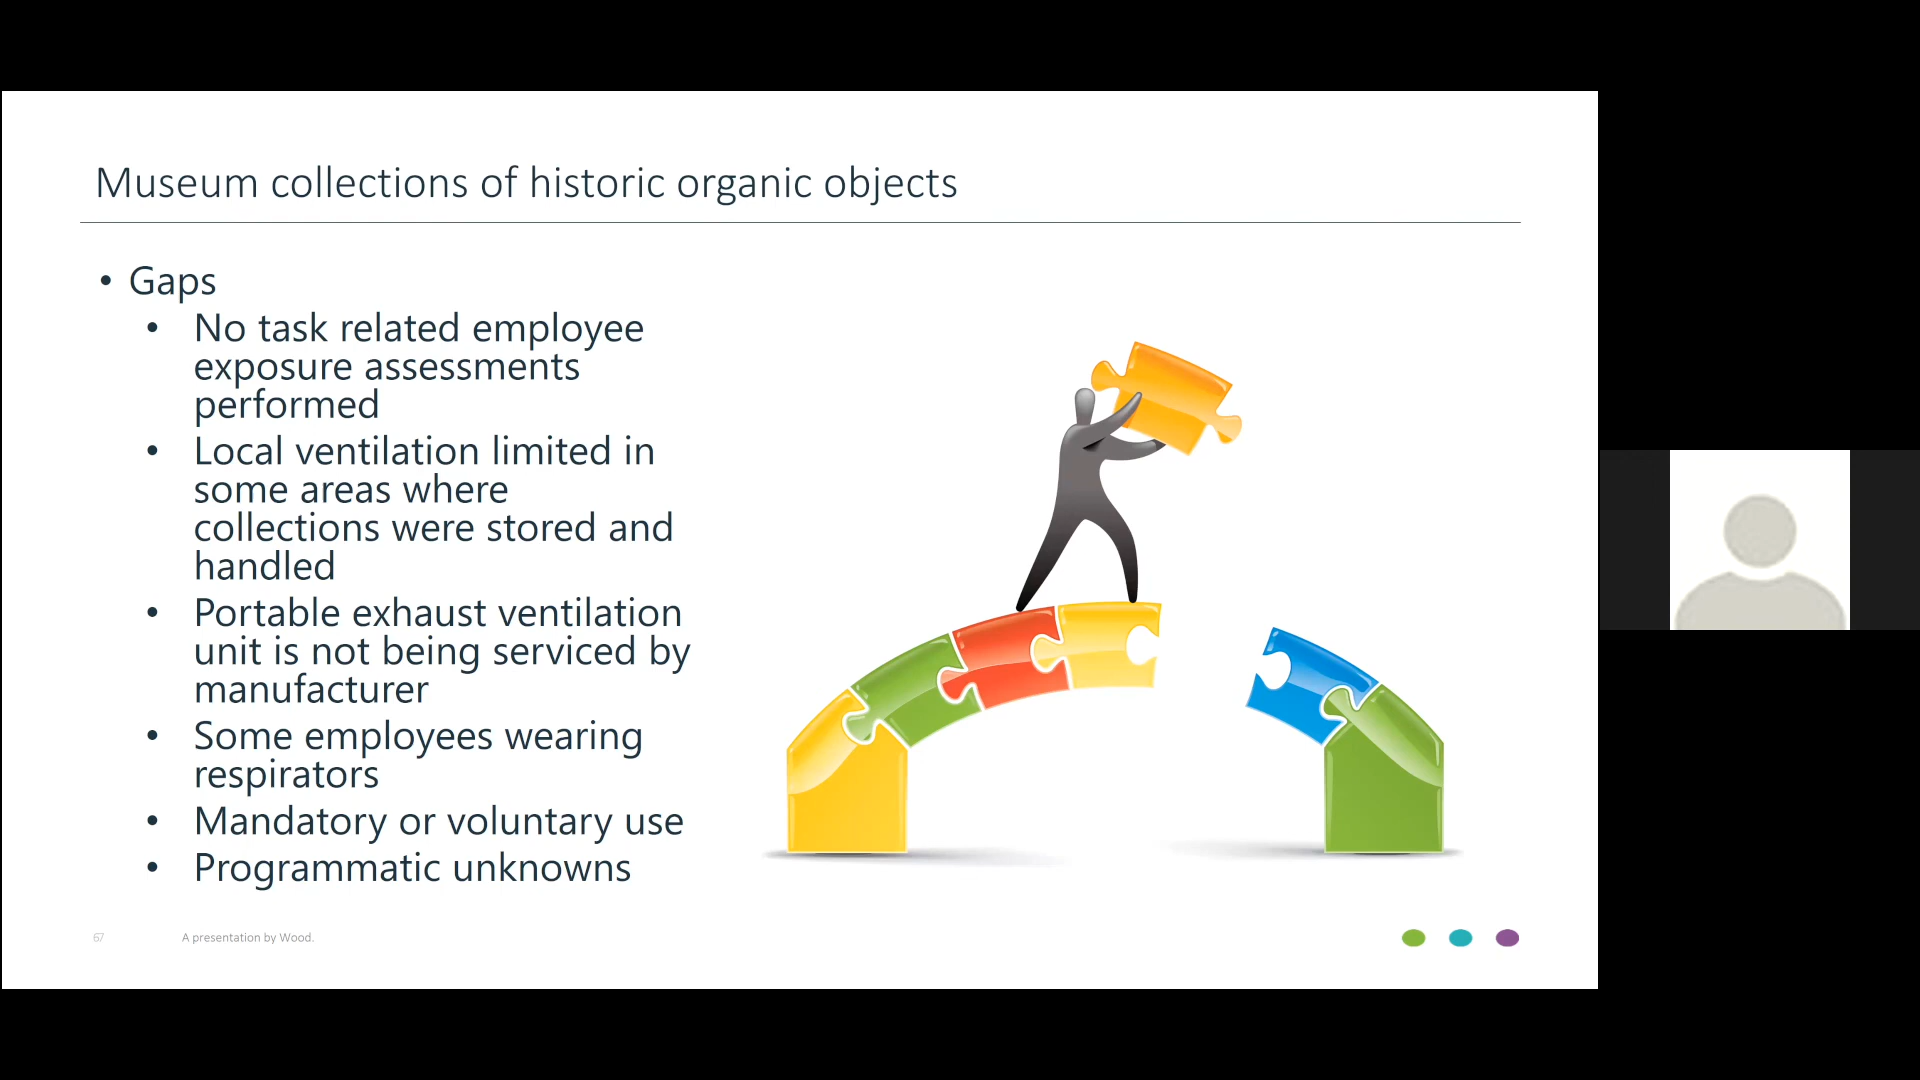 Museum collections of historic organic objects
• Gaps
• No task related employee
exposure assessments
performed
• Local ventilation limited in
some areas where
collections were stored and
handled
• Portable exhaust ventilation
unit is not being serviced by
manufacturer
• Some employees wearing
respirators
• Mandatory or voluntary use
• Programmatic unknowns
67 A presentation by Wood.